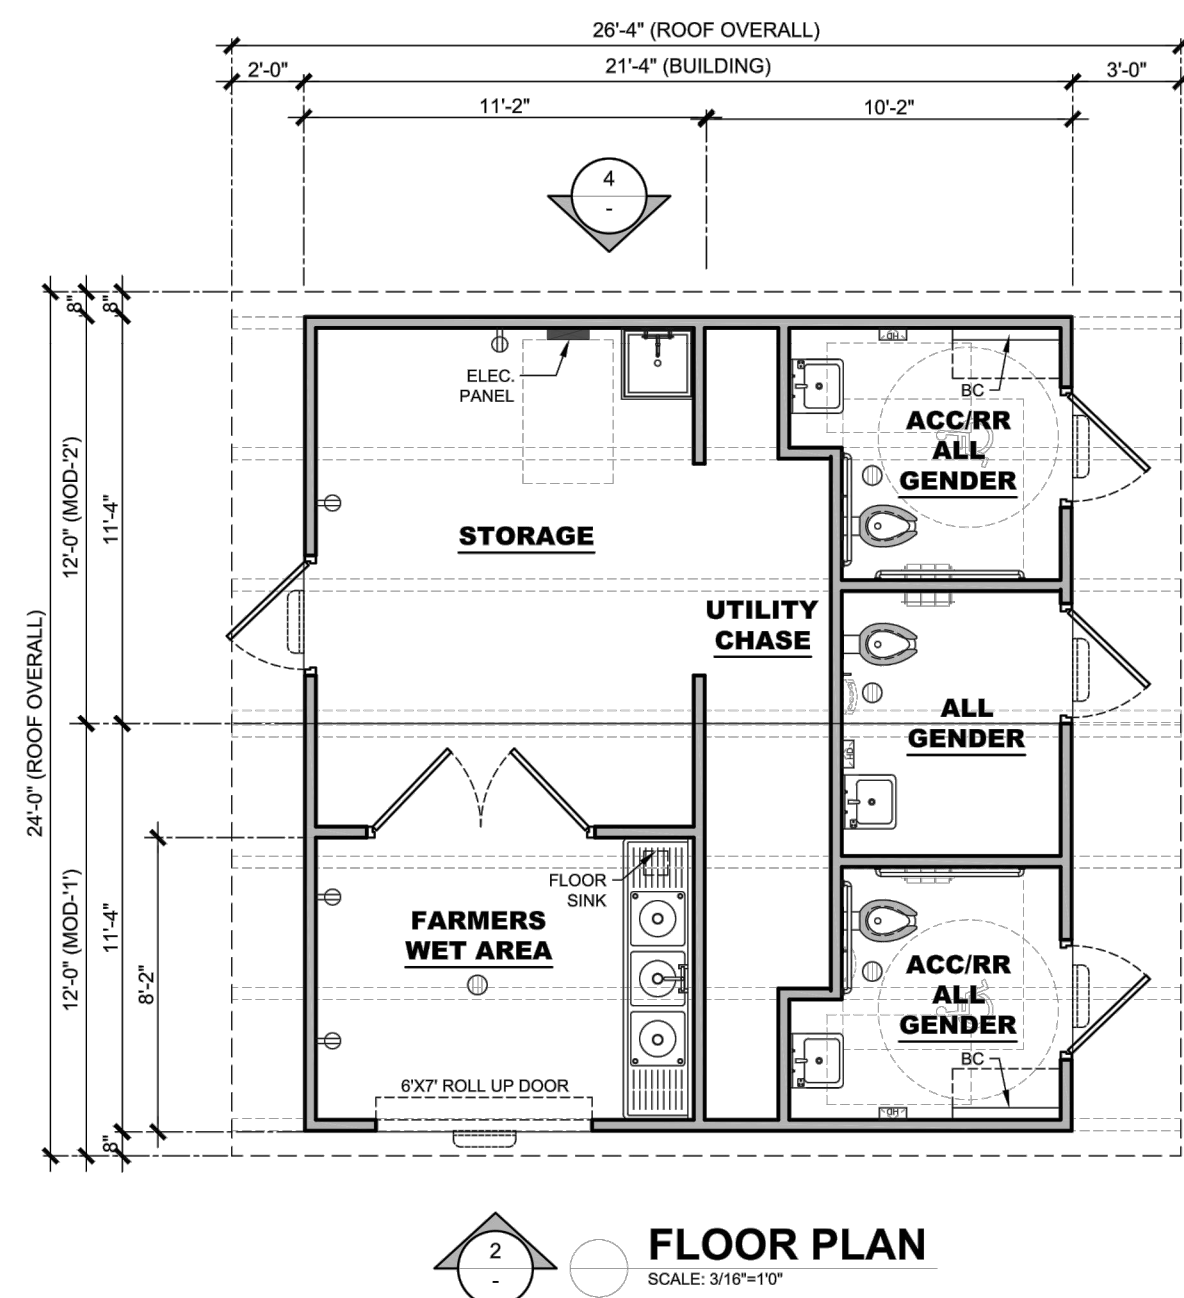 26'-4" (ROOF OVERALL)
2'-0"
21'-4" (BUILDING)
3'-0"
11'-2"
10'-2"
4
-
8"
8"
ELEC.
PANEL
BC
ACC/RR
ALL
GENDER
HD
12'-0" (MOD-'2')
11'-4"
STORAGE
UTILITY
CHASE
24'-0" (ROOF OVERALL)
ALL
GENDER
HD
FLOOR
SINK
FARMERS
WET AREA
12'-0" (MOD-'1')
11'-4"
8'-2"
ACC/RR
ALL
GENDER
BC
HD
6'X7' ROLL UP DOOR
8"
2
-
FLOOR PLAN
SCALE: 3/16"=1'0"